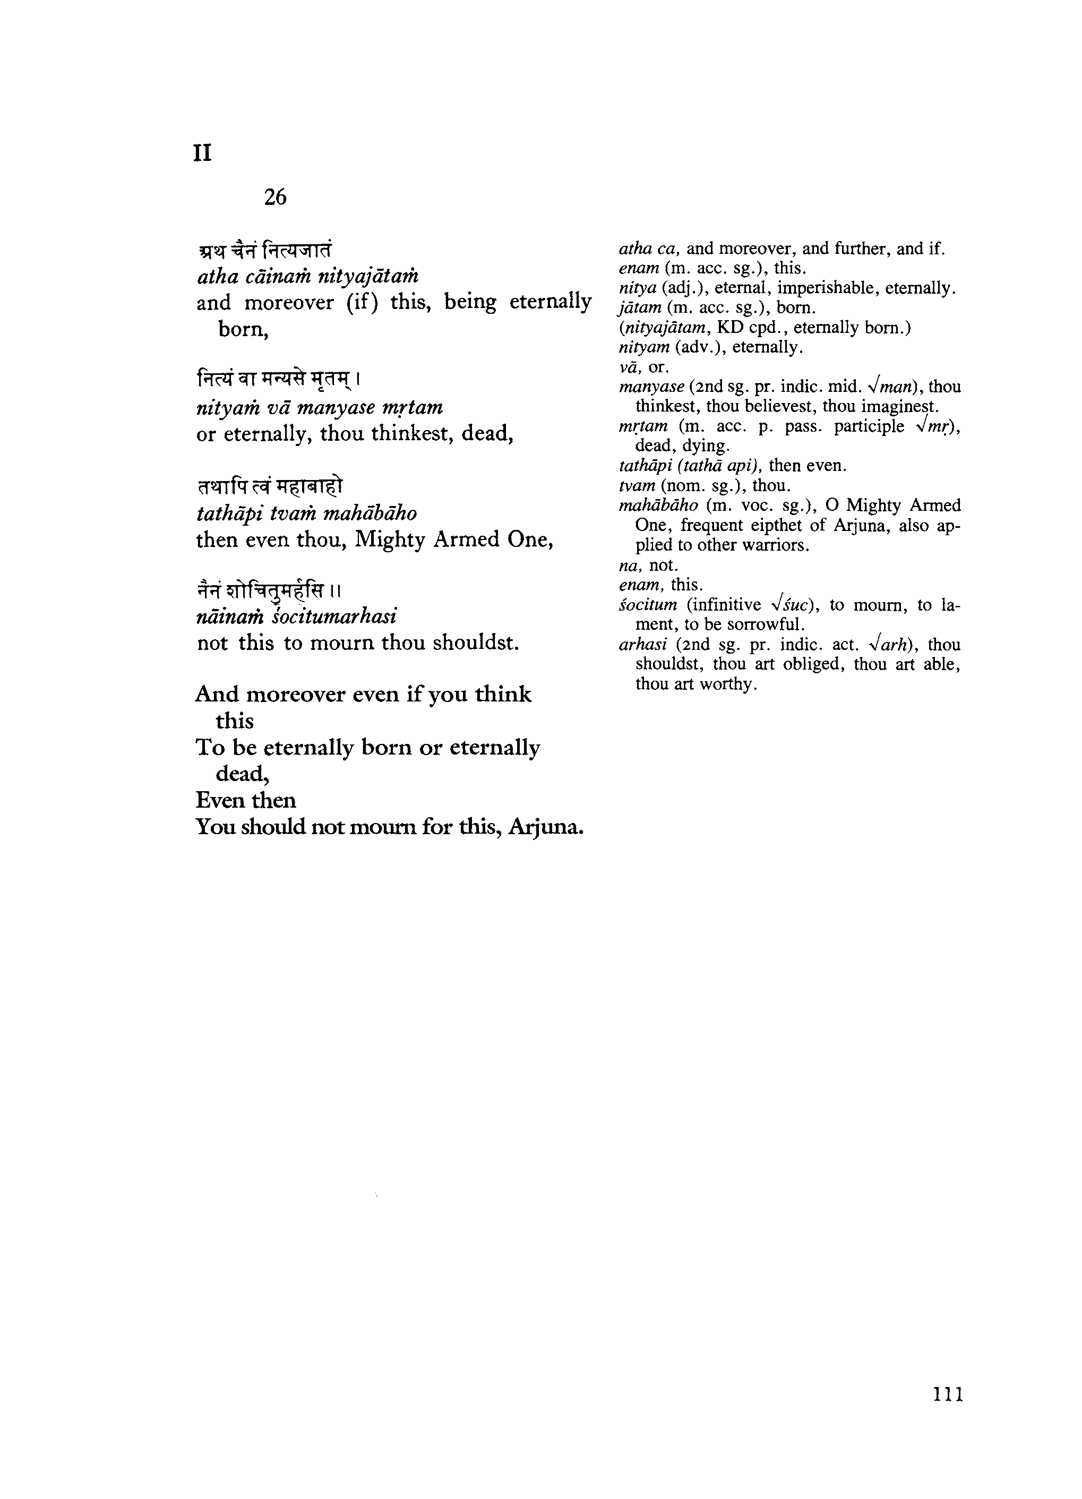 II
26
अथ चैनं नित्यजातं
atha cāinaṁ nityajātaṁ
and moreover (if) this, being eternally
born,
नित्यं वा मन्यसे मृतम् ।
nityaṁ vā manyase mṛtam
or eternally, thou thinkest, dead,
तथापि त्वं महाबाहो
tathāpi tvaṁ mahābāho
then even thou, Mighty Armed One,
नैनं शोचितुमर्हसि ॥
nāinaṁ śocitumarhasi
not this to mourn thou shouldst.
And moreover even if you think
this
To be eternally born or eternally
dead,
Even then
You should not mourn for this, Arjuna.
atha ca, and moreover, and further, and if.
enam (m. acc. sg.), this.
nitya (adj.), eternal, imperishable, eternally.
jātam (m. acc. sg.), born.
(nityajātam, KD cpd., eternally born.)
nityam (adv.), eternally.
vā, or.
manyase (2nd sg. pr. indic. mid. √man), thou
thinkest, thou believest, thou imaginest.
mṛtam (m. acc. p. pass. participle √mṛ),
dead, dying.
tathāpi (tathā api), then even.
tvam (nom. sg.), thou.
mahābāho (m. voc. sg.), O Mighty Armed
One, frequent eipthet of Arjuna, also ap-
plied to other warriors.
na, not.
enam, this.
śocitum (infinitive √śuc), to mourn, to la-
ment, to be sorrowful.
arhasi (2nd sg. pr. indic. act. √arh), thou
shouldst, thou art obliged, thou art able,
thou art worthy.
111